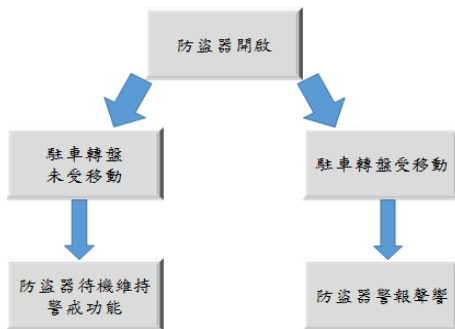 防盜器開啟
駐車轉盤
未受移動
駐車轉盤受移動
防盜器待機維持
警戒功能
防盜器警報聲響